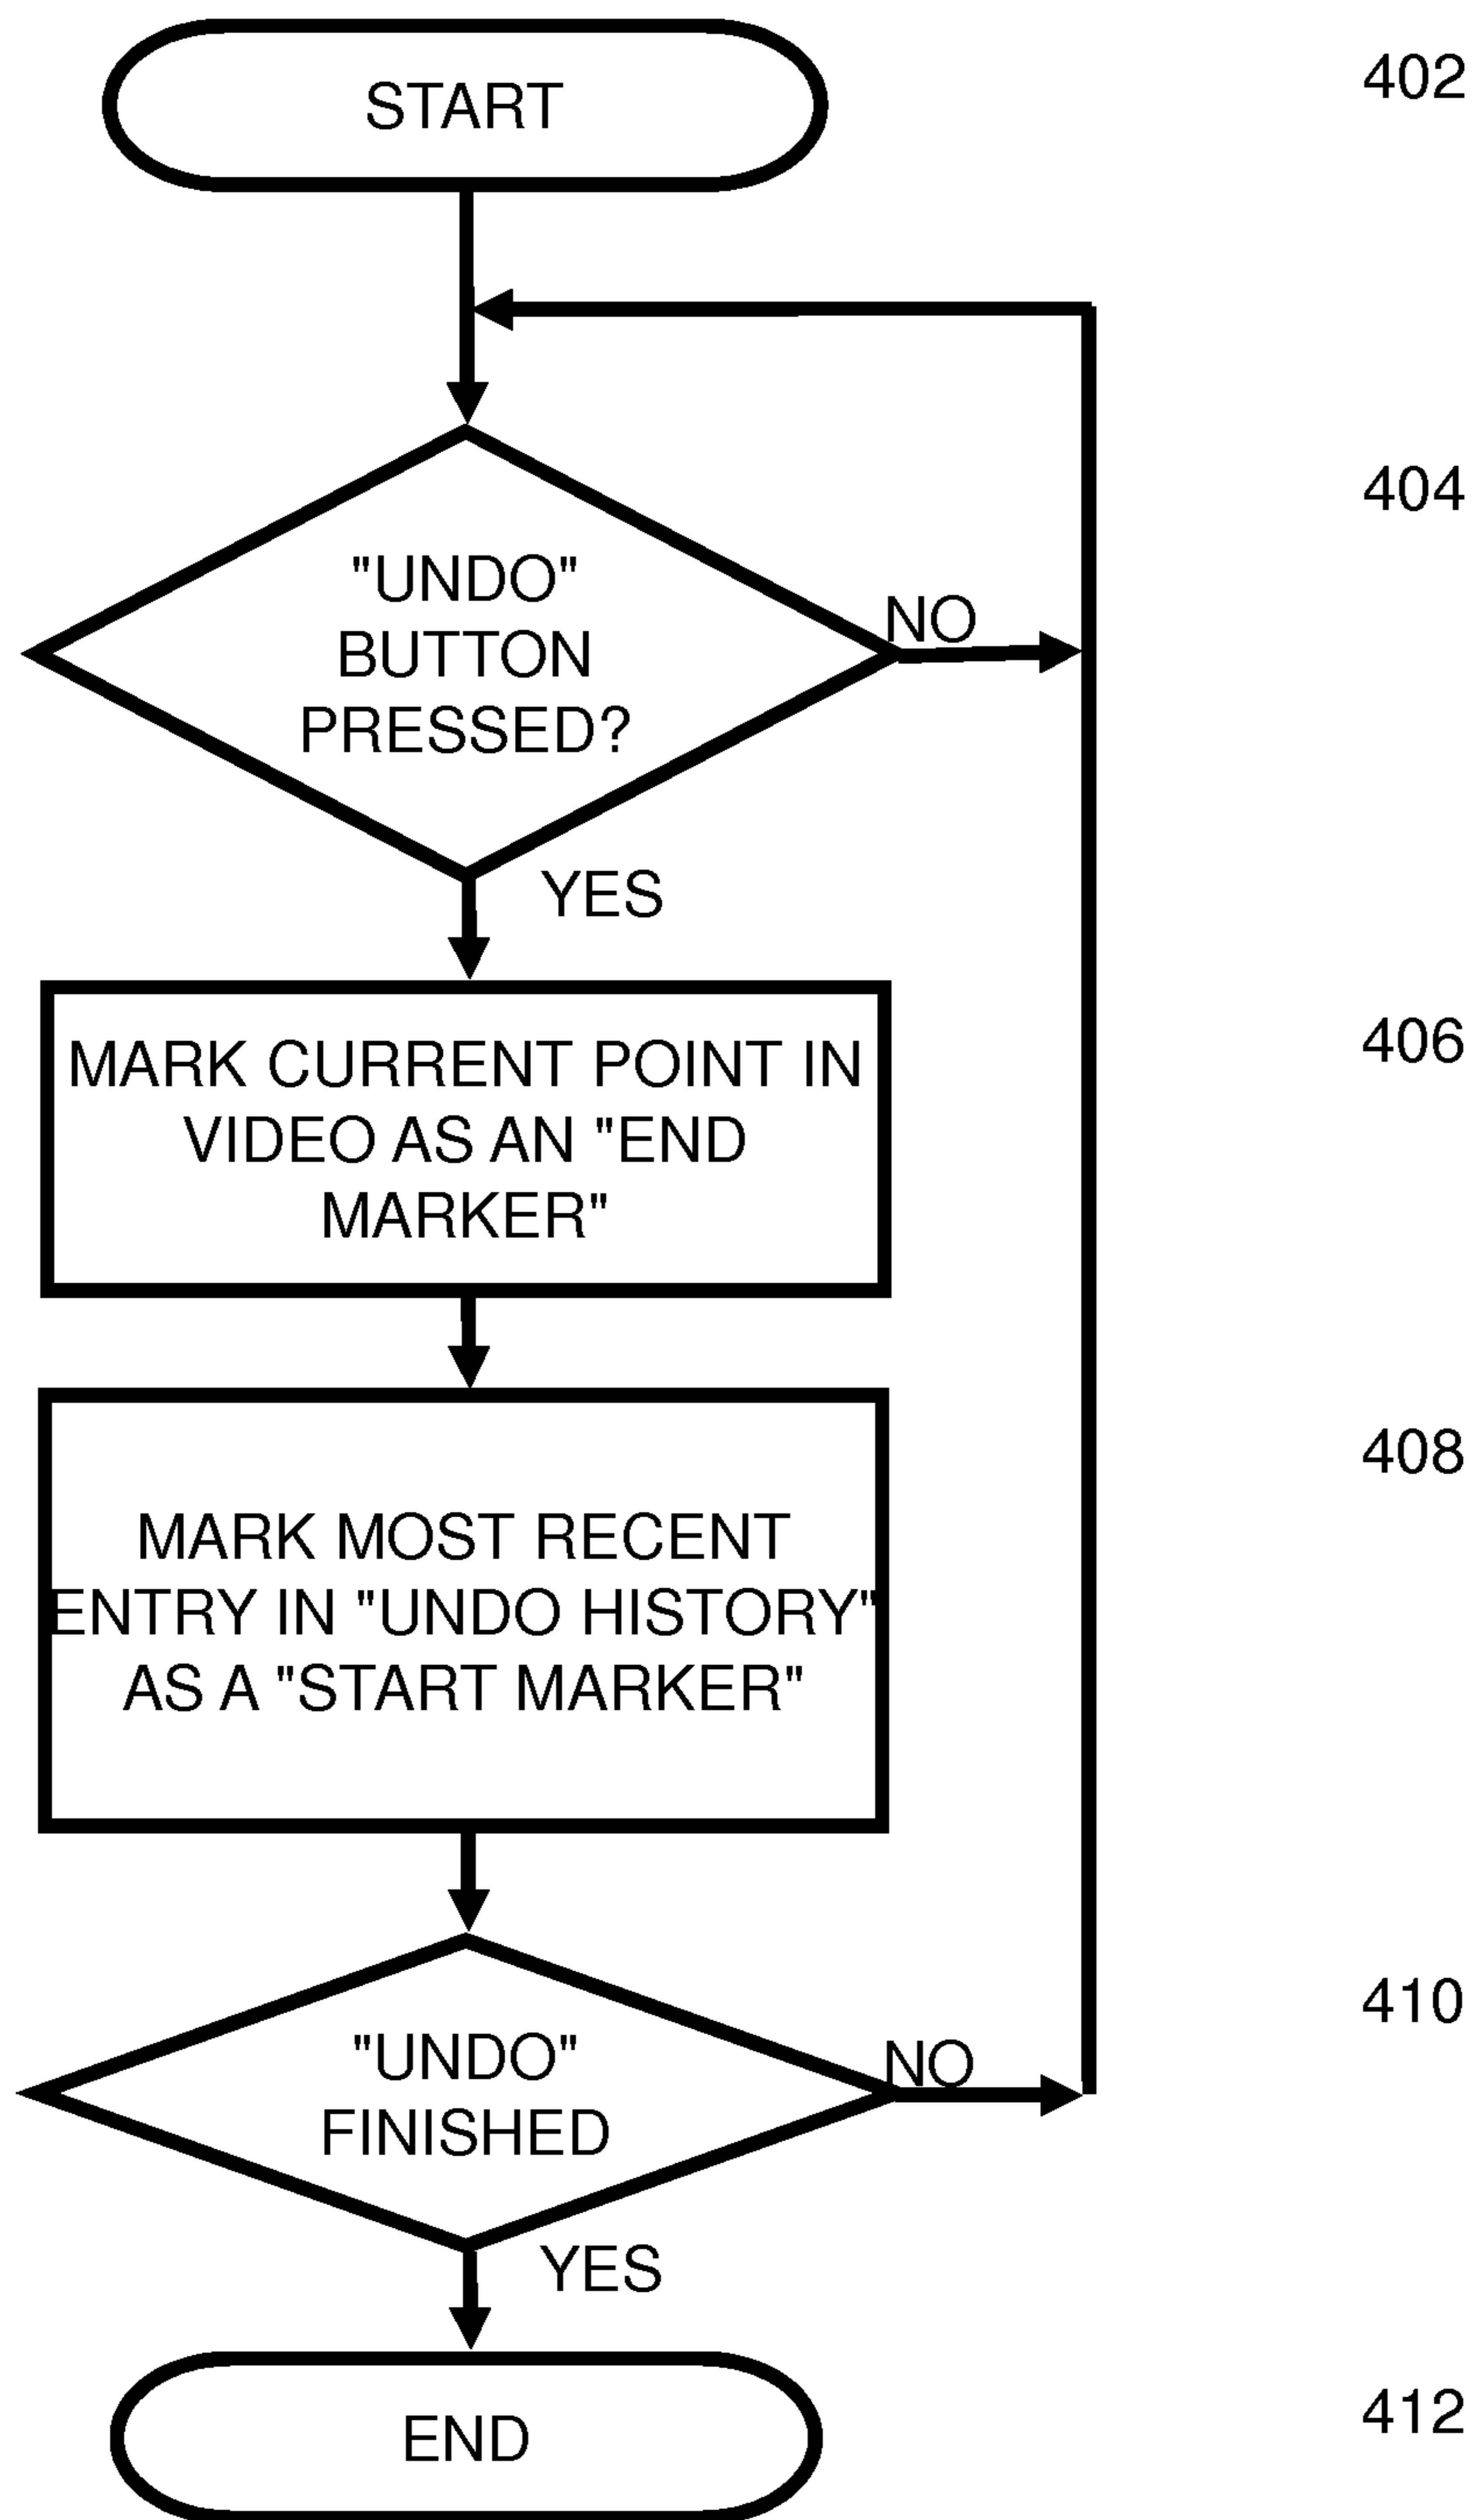 START
402
404
"UNDO"
BUTTON
PRESSED?
NO
YES
MARK CURRENT POINT IN
VIDEO AS AN "END
MARKER"
406
408
MARK MOST RECENT
ENTRY IN "UNDO HISTORY"
AS A "START MARKER"
410
"UNDO"
FINISHED
NO
YES
END
412